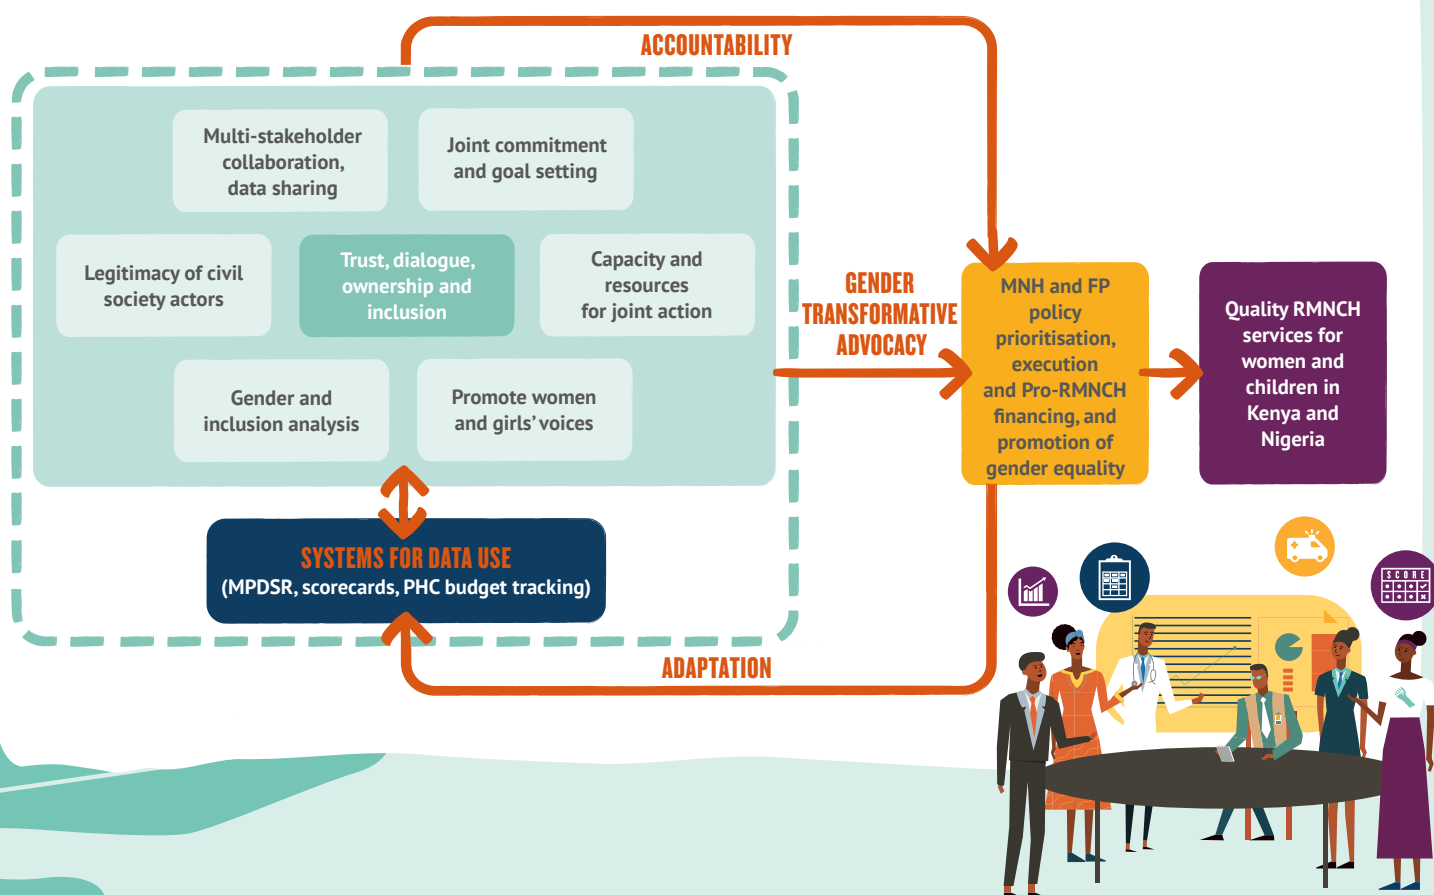 ACCOUNTABILITY
Multi-stakeholder
collaboration,
data sharing
Joint commitment
and goal setting
Legitimacy of civil
society actors
Trust, dialogue,
ownership and
inclusion
Capacity and
resources
for joint action
Gender and
inclusion analysis
Promote women
and girls’ voices
GENDER
TRANSFORMATIVE
ADVOCACY
MNH and FP
policy
prioritisation,
execution
and Pro-RMNCH
financing, and
promotion of
gender equality
Quality RMNCH
services for
women and
children in
Kenya and
Nigeria
SYSTEMS FOR DATA USE
(MPDSR, scorecards, PHC budget tracking)
ADAPTATION
SCORE